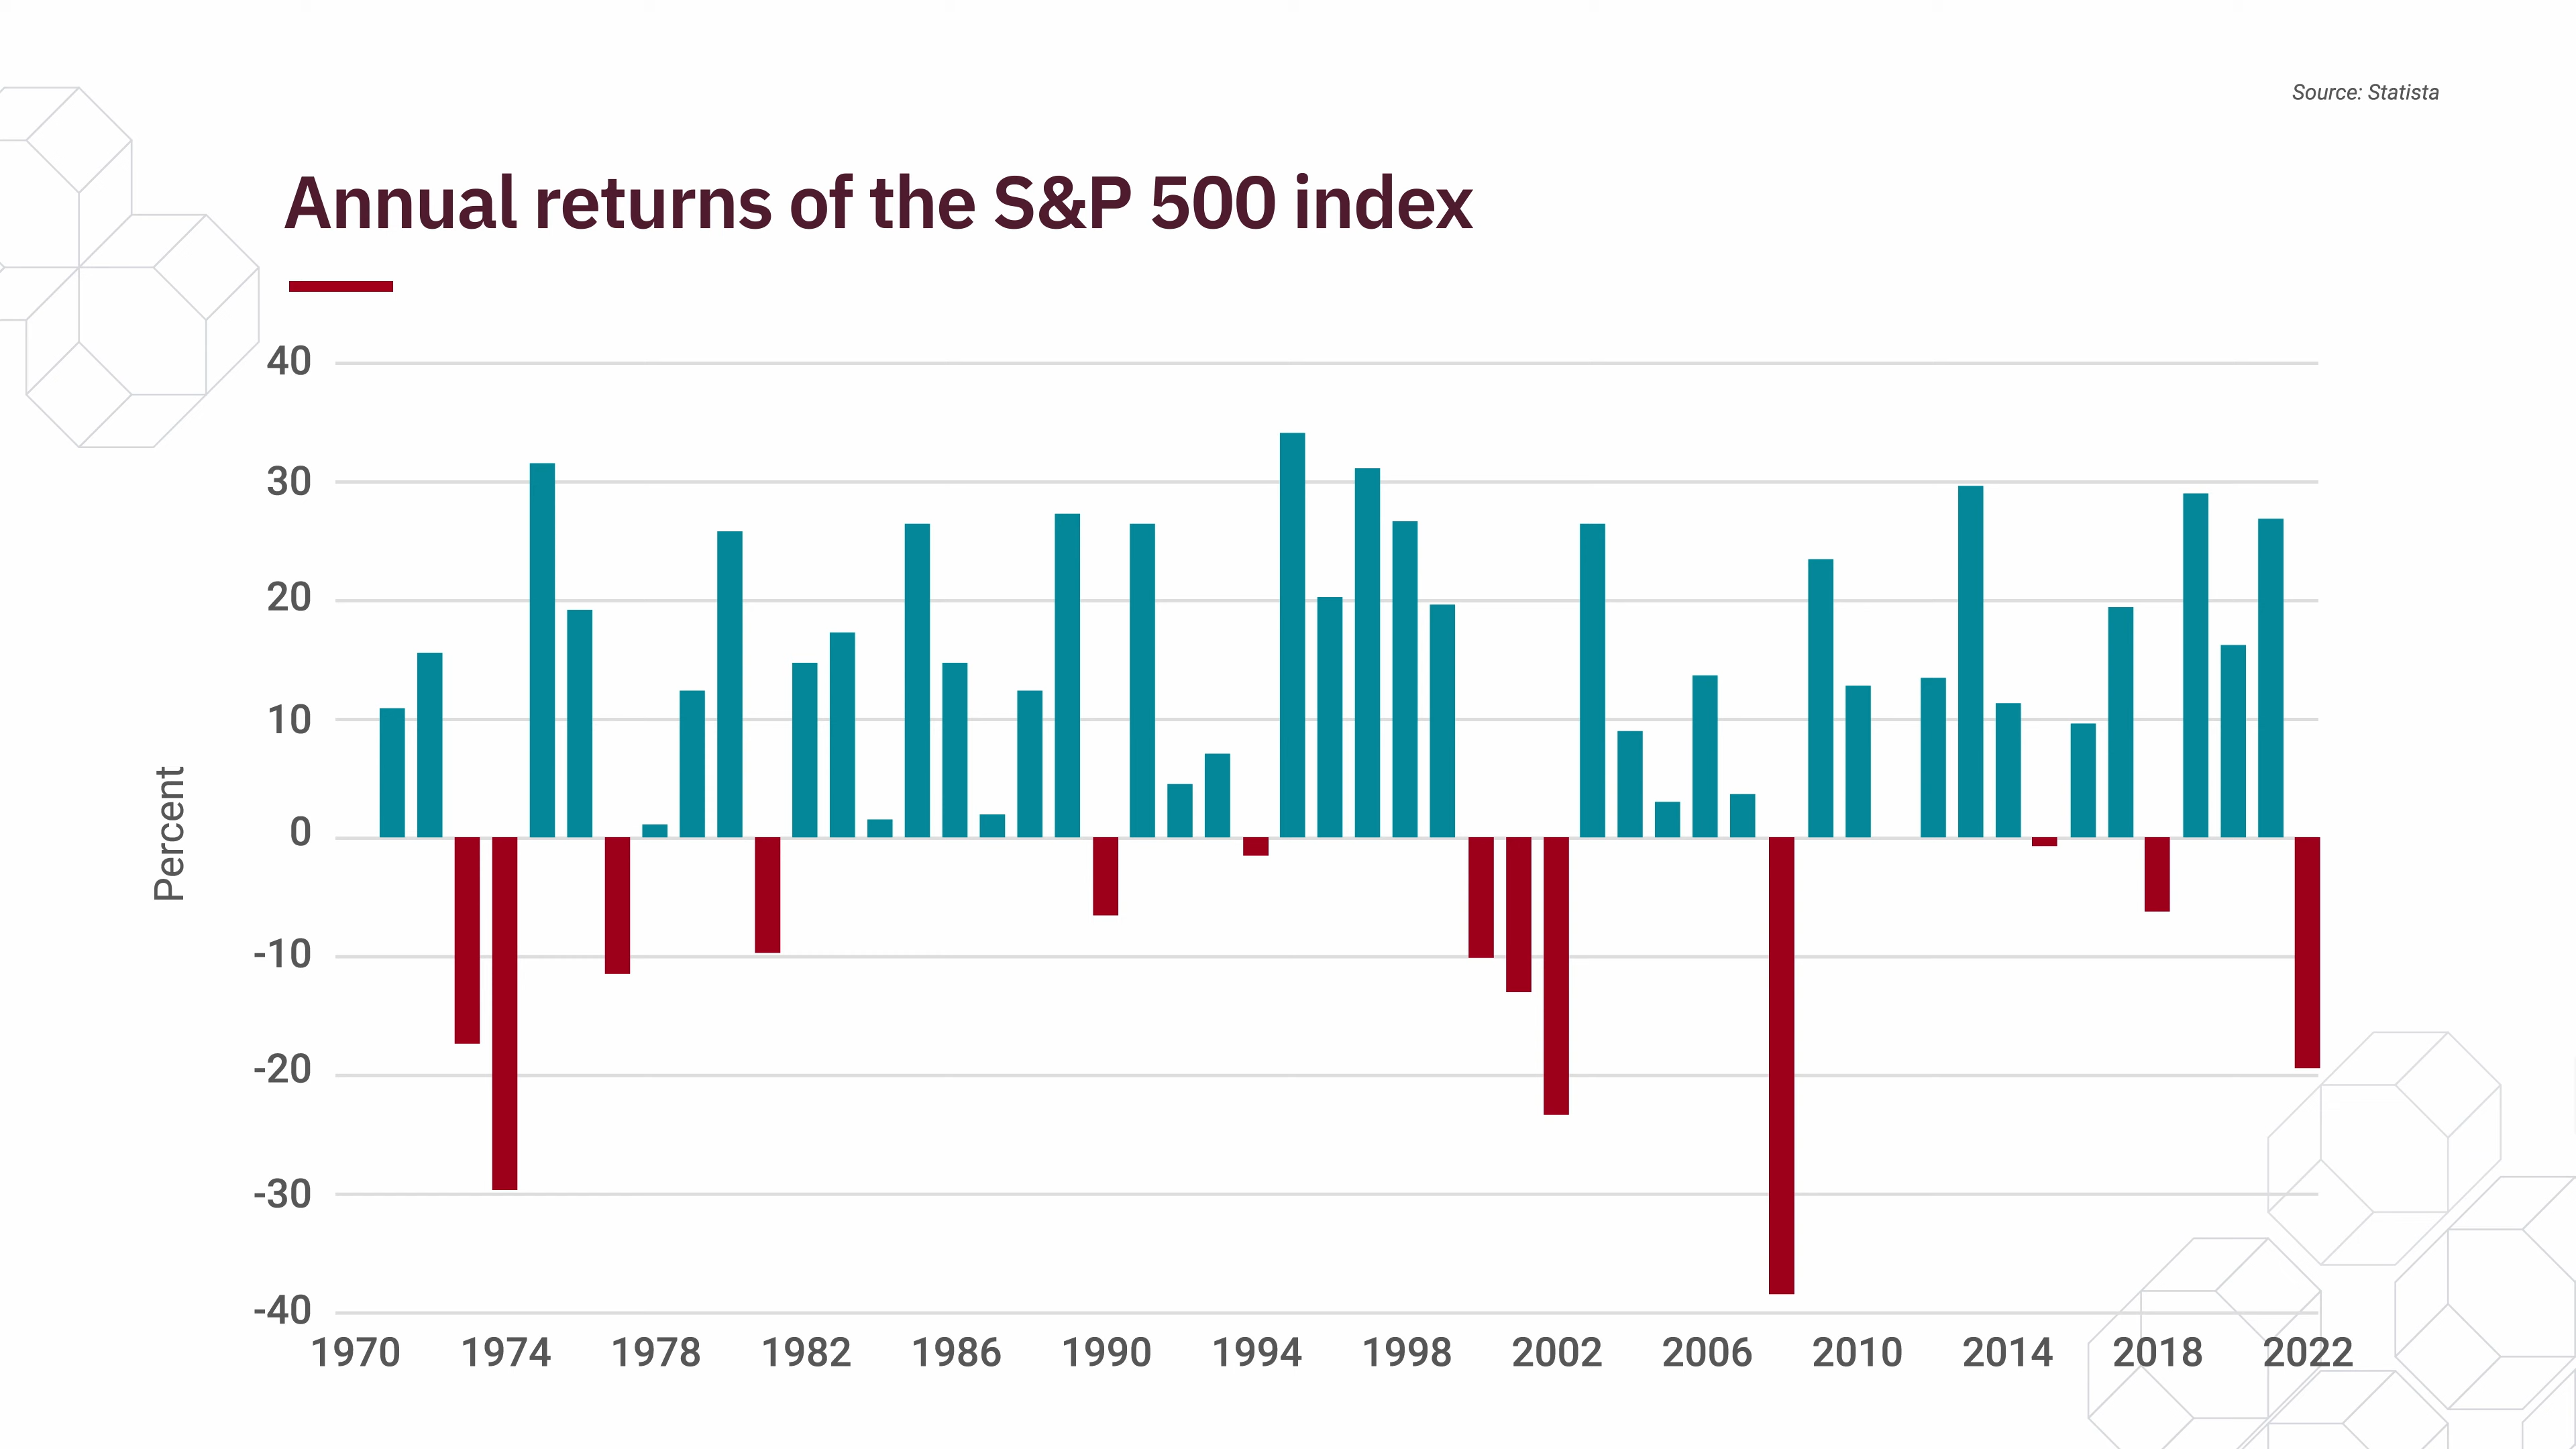 Source: Statista
Annual returns of the S&P 500 index
40
30
20
10
0
-10
-20
-30
-40
Percent
1970 1974 1978 1982 1986 1990 1994 1998 2002 2006 2010 2014 2018 2022